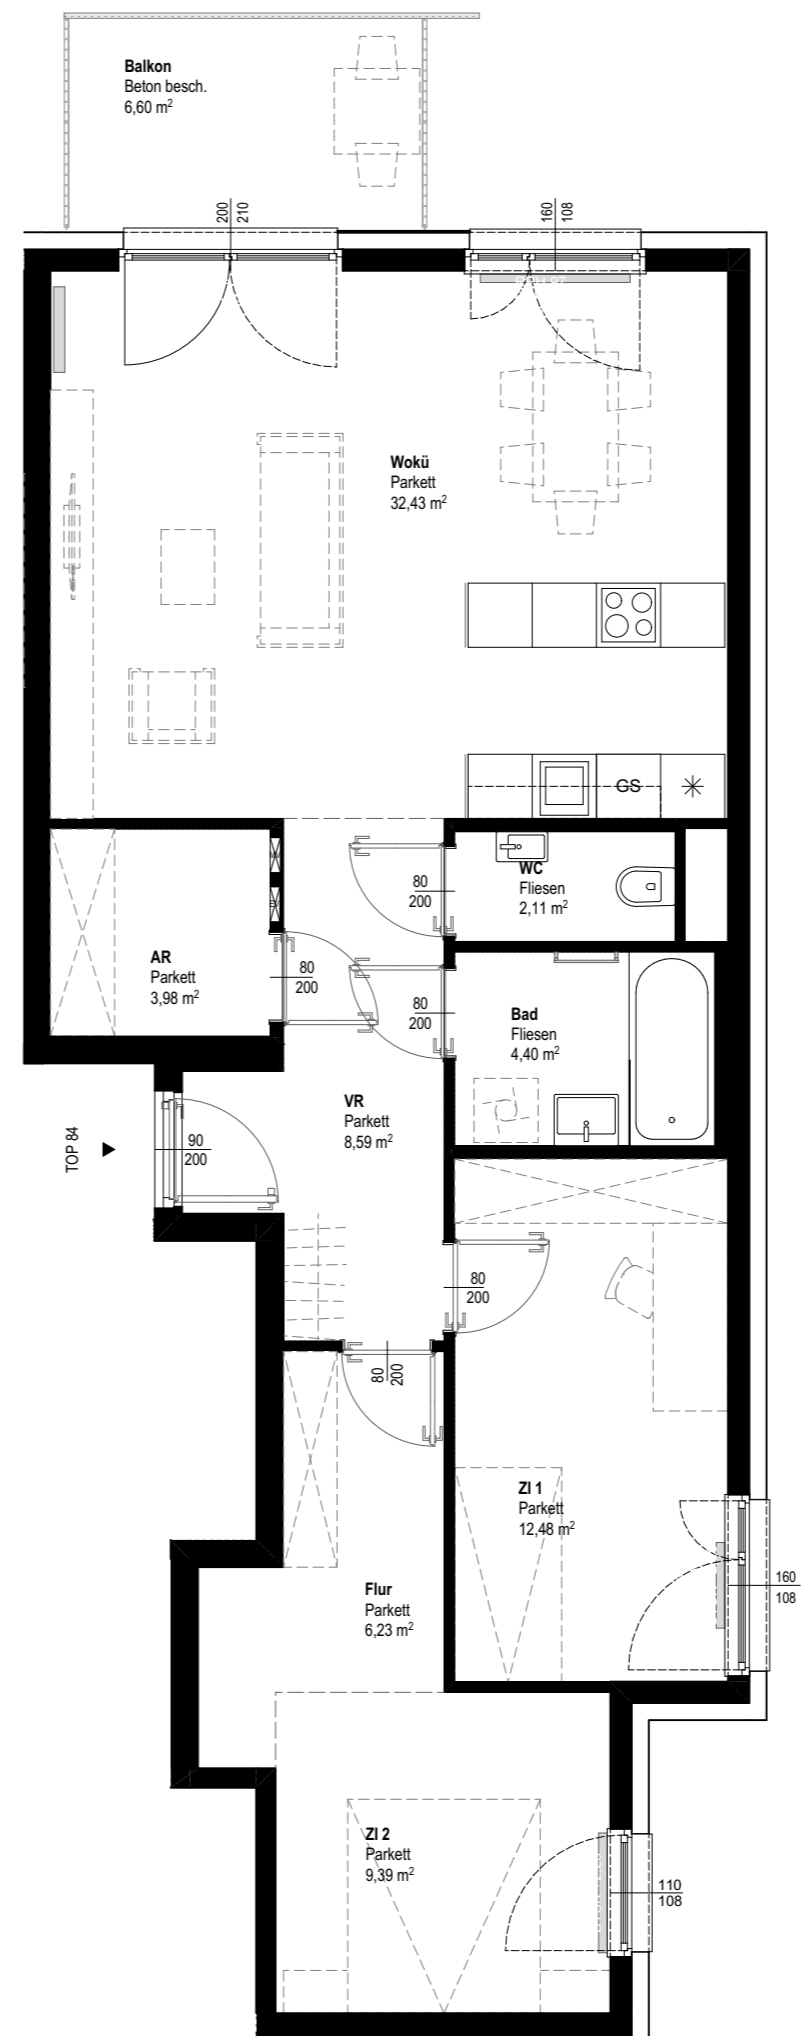 Balkon
Beton besch.
6,60 m²
200
210
160
108
Wokü
Parkett
32,43 m²
GS
80
200
WC
Fliesen
2,11 m²
AR
Parkett
3,98 m²
80
200
80
200
Bad
Fliesen
4,40 m²
VR
Parkett
8,59 m²
TOP 84
90
200
80
200
80
200
ZI 1
Parkett
12,48 m²
160
108
Flur
Parkett
6,23 m²
ZI 2
Parkett
9,39 m²
110
108